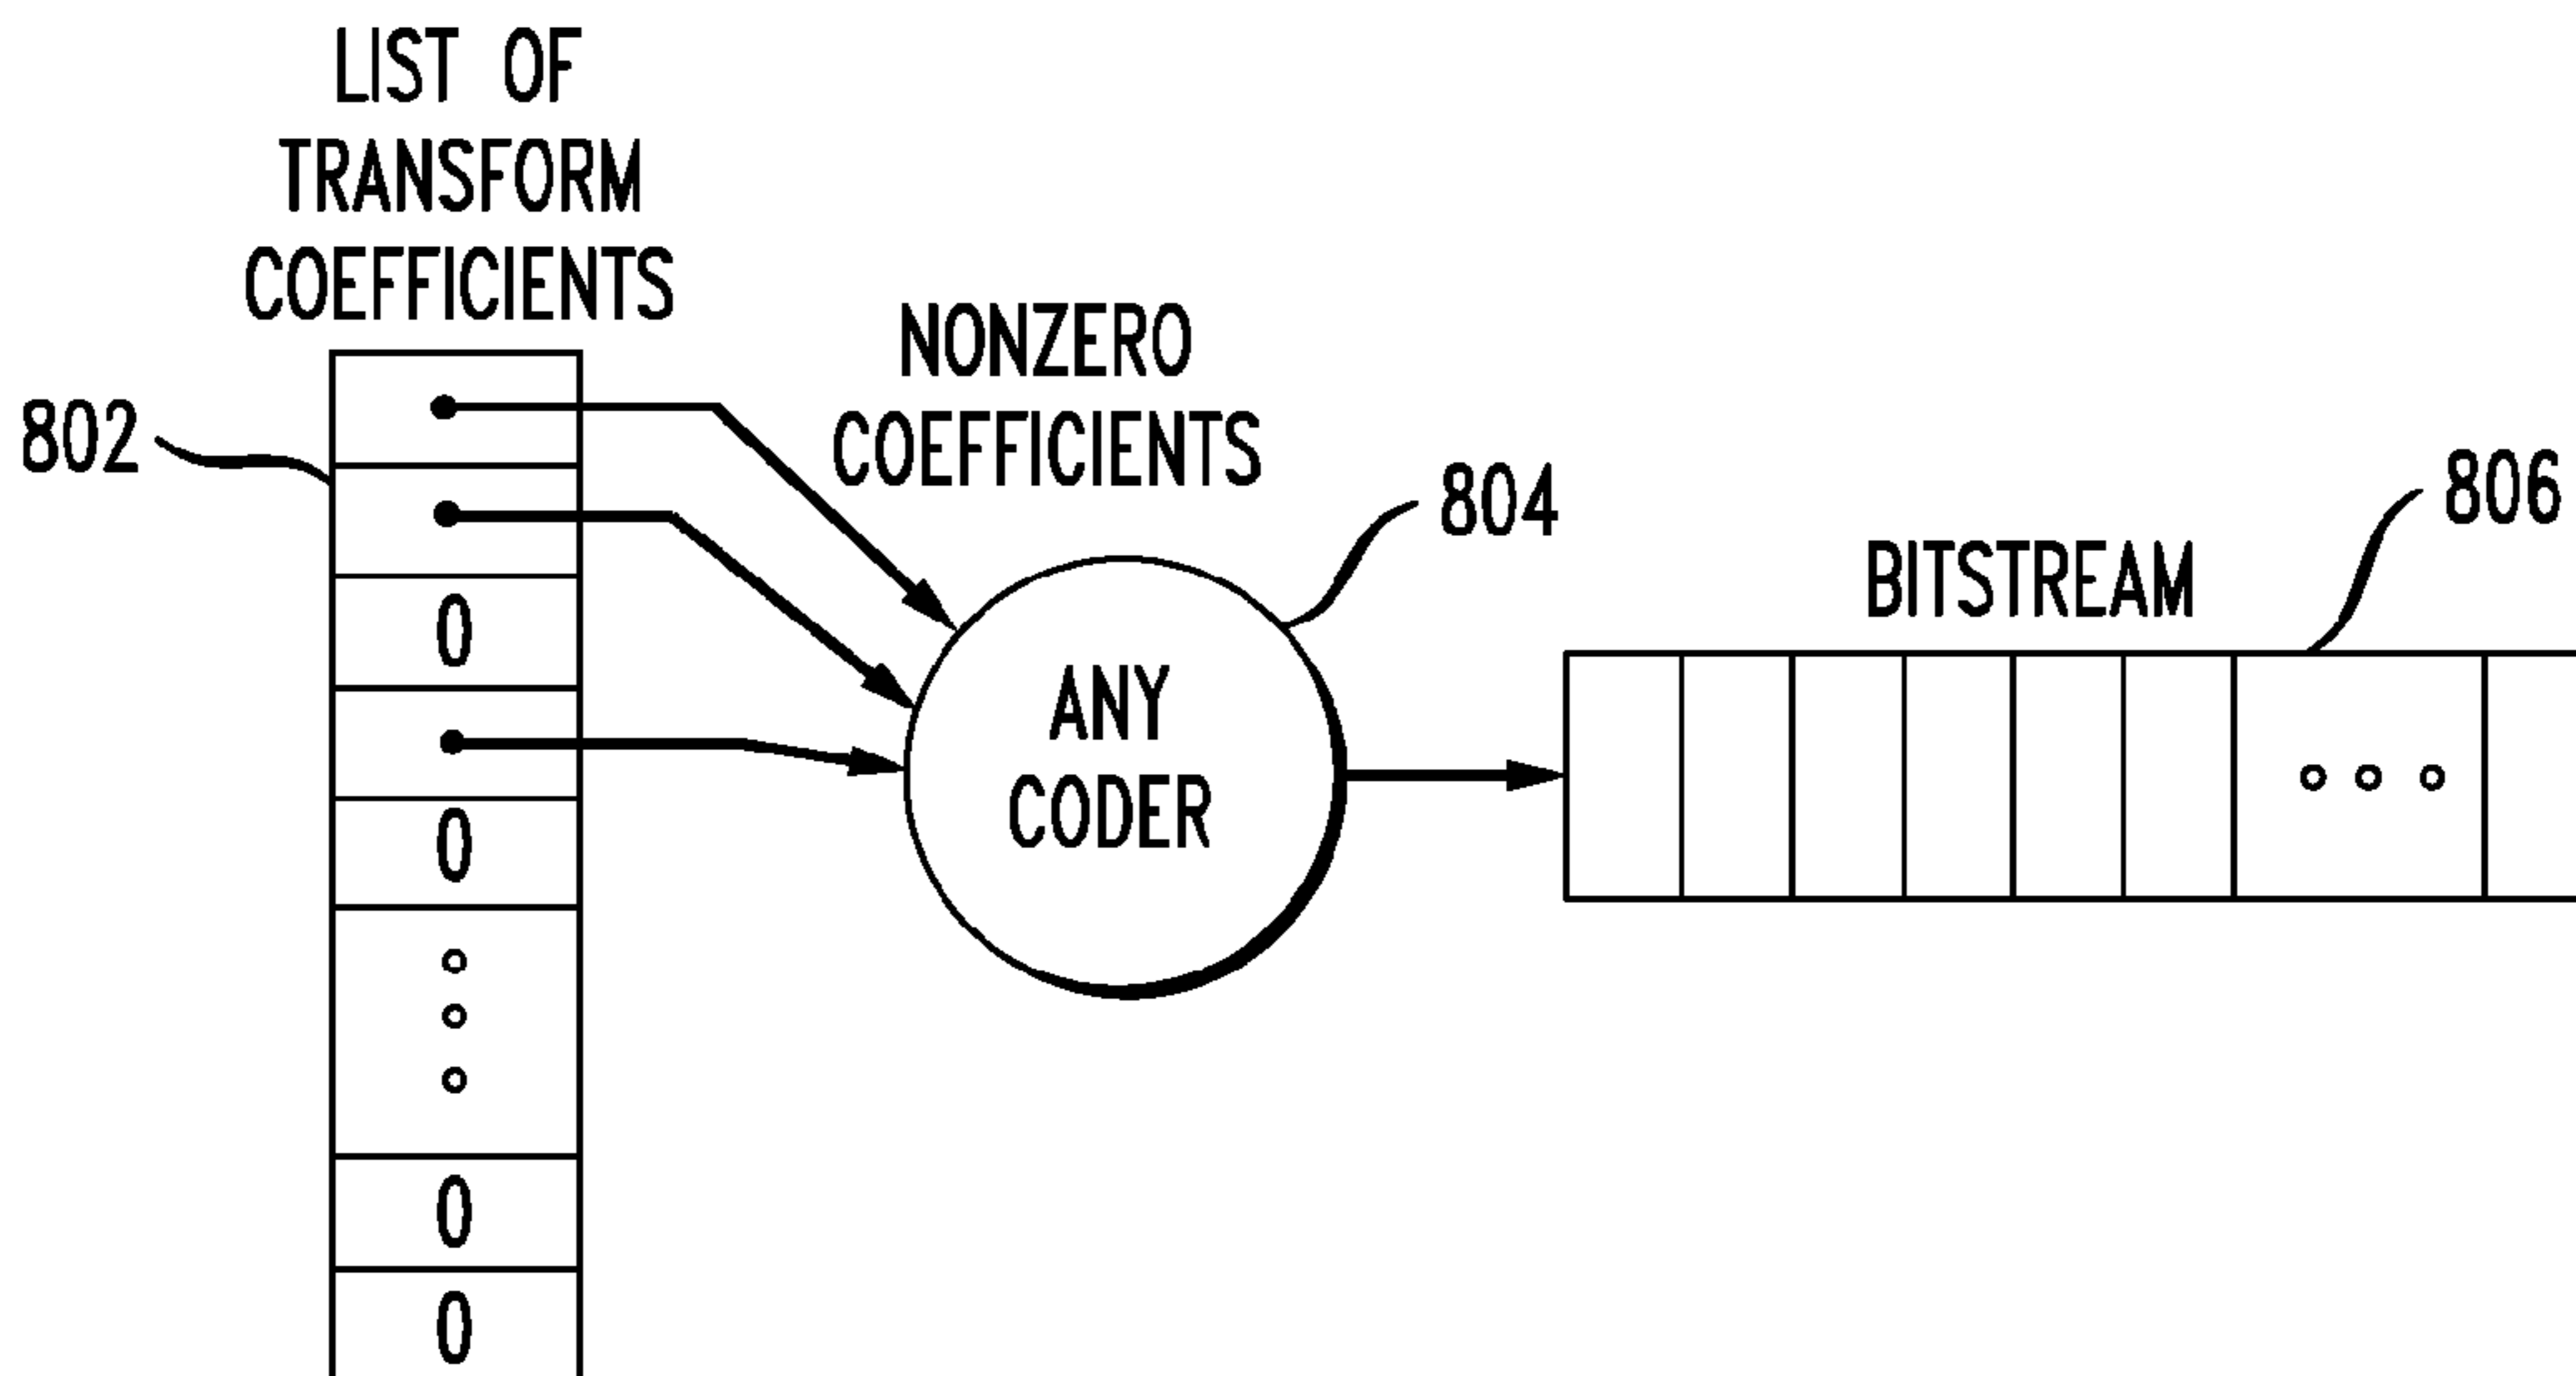 LIST OF
TRANSFORM
COEFFICIENTS
802
NONZERO
COEFFICIENTS
804
806
BITSTREAM
0
ANY
CODER
0
0
0